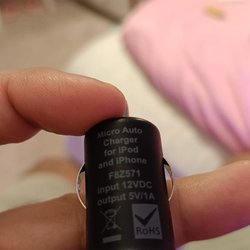 Micro Auto
Charger
for iPod
and iPhone
F8Z571
input 12VDC
output 5V/1A
RoHS